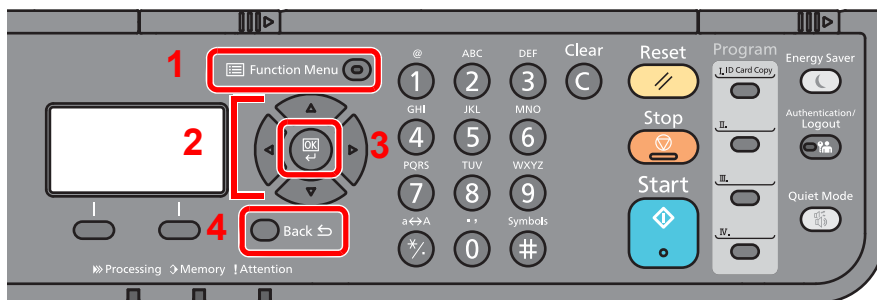 1
Function Menu
2
OK
3
4
Back
Processing Memory ! Attention
@
1
ABC
2
DEF
3
Clear
C
GHI
4
JKL
5
MNO
6
PQRS
7
TUV
8
WXYZ
9
a↔A
*/.
. ,
0
Symbols
#
Reset
Stop
Start
Program
I. ID Card Copy
II.
III.
IV.
Energy Saver
Authentication/
Logout
Quiet Mode